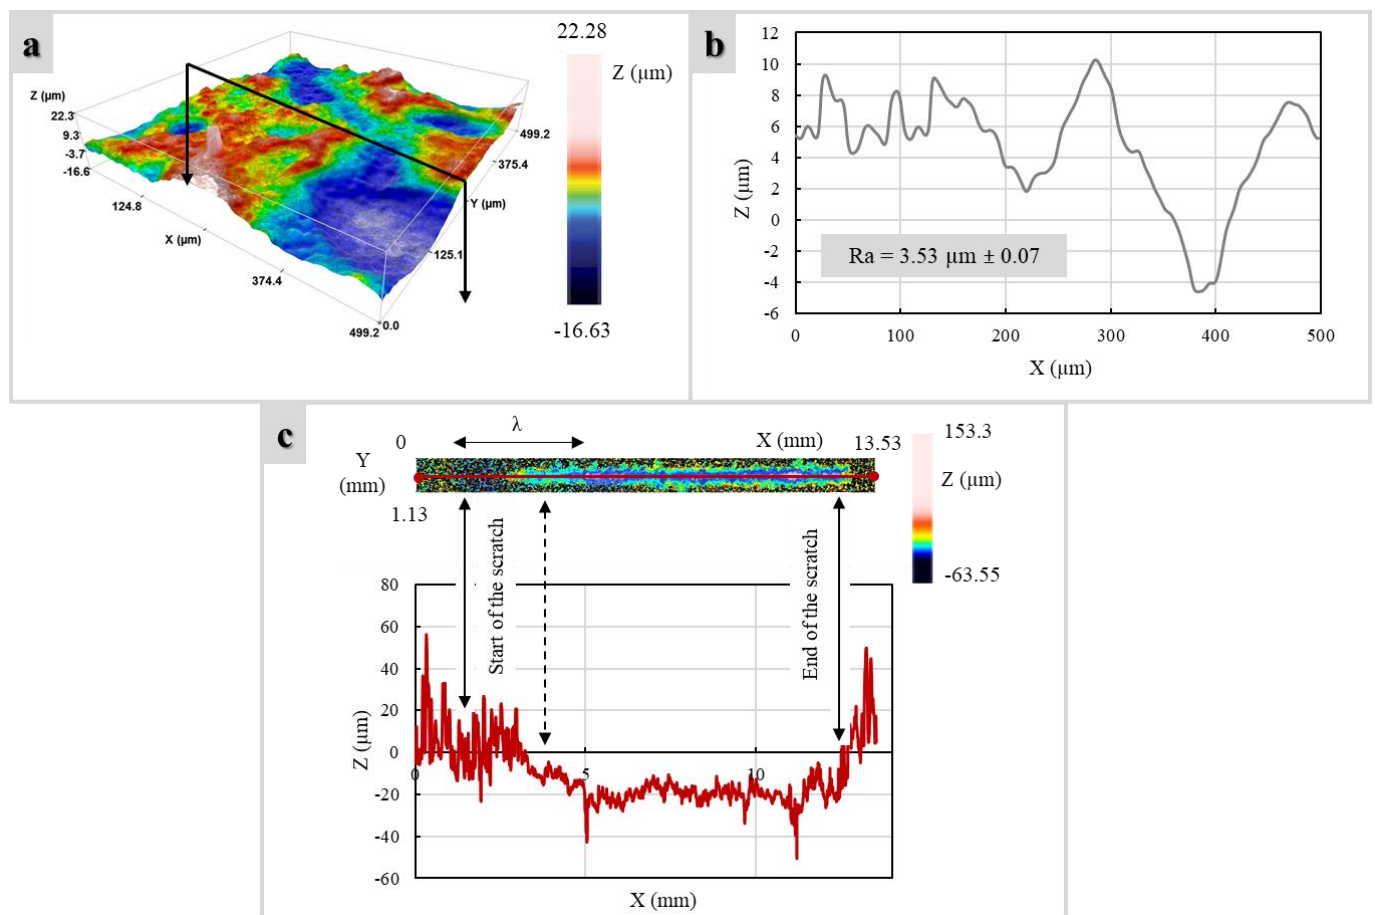 a
22.28
Z (μm)
-16.63
Z (μm)
22.3
9.3
-3.7
-16.6
124.8
X (μm)
374.4
499.2
0.0
125.1
Y (μm)
375.4
499.2
b
12
10
8
6
4
2
0
-2
-4
-6
Z (μm)
Ra = 3.53 μm ± 0.07
0
100
200
300
400
500
X (μm)
c
λ
0
X (mm)
13.53
Y
(mm)
1.13
153.3
Z (μm)
-63.55
Start of the scratch
End of the scratch
80
60
40
20
0
-20
-40
-60
Z (μm)
0
5
10
X (mm)